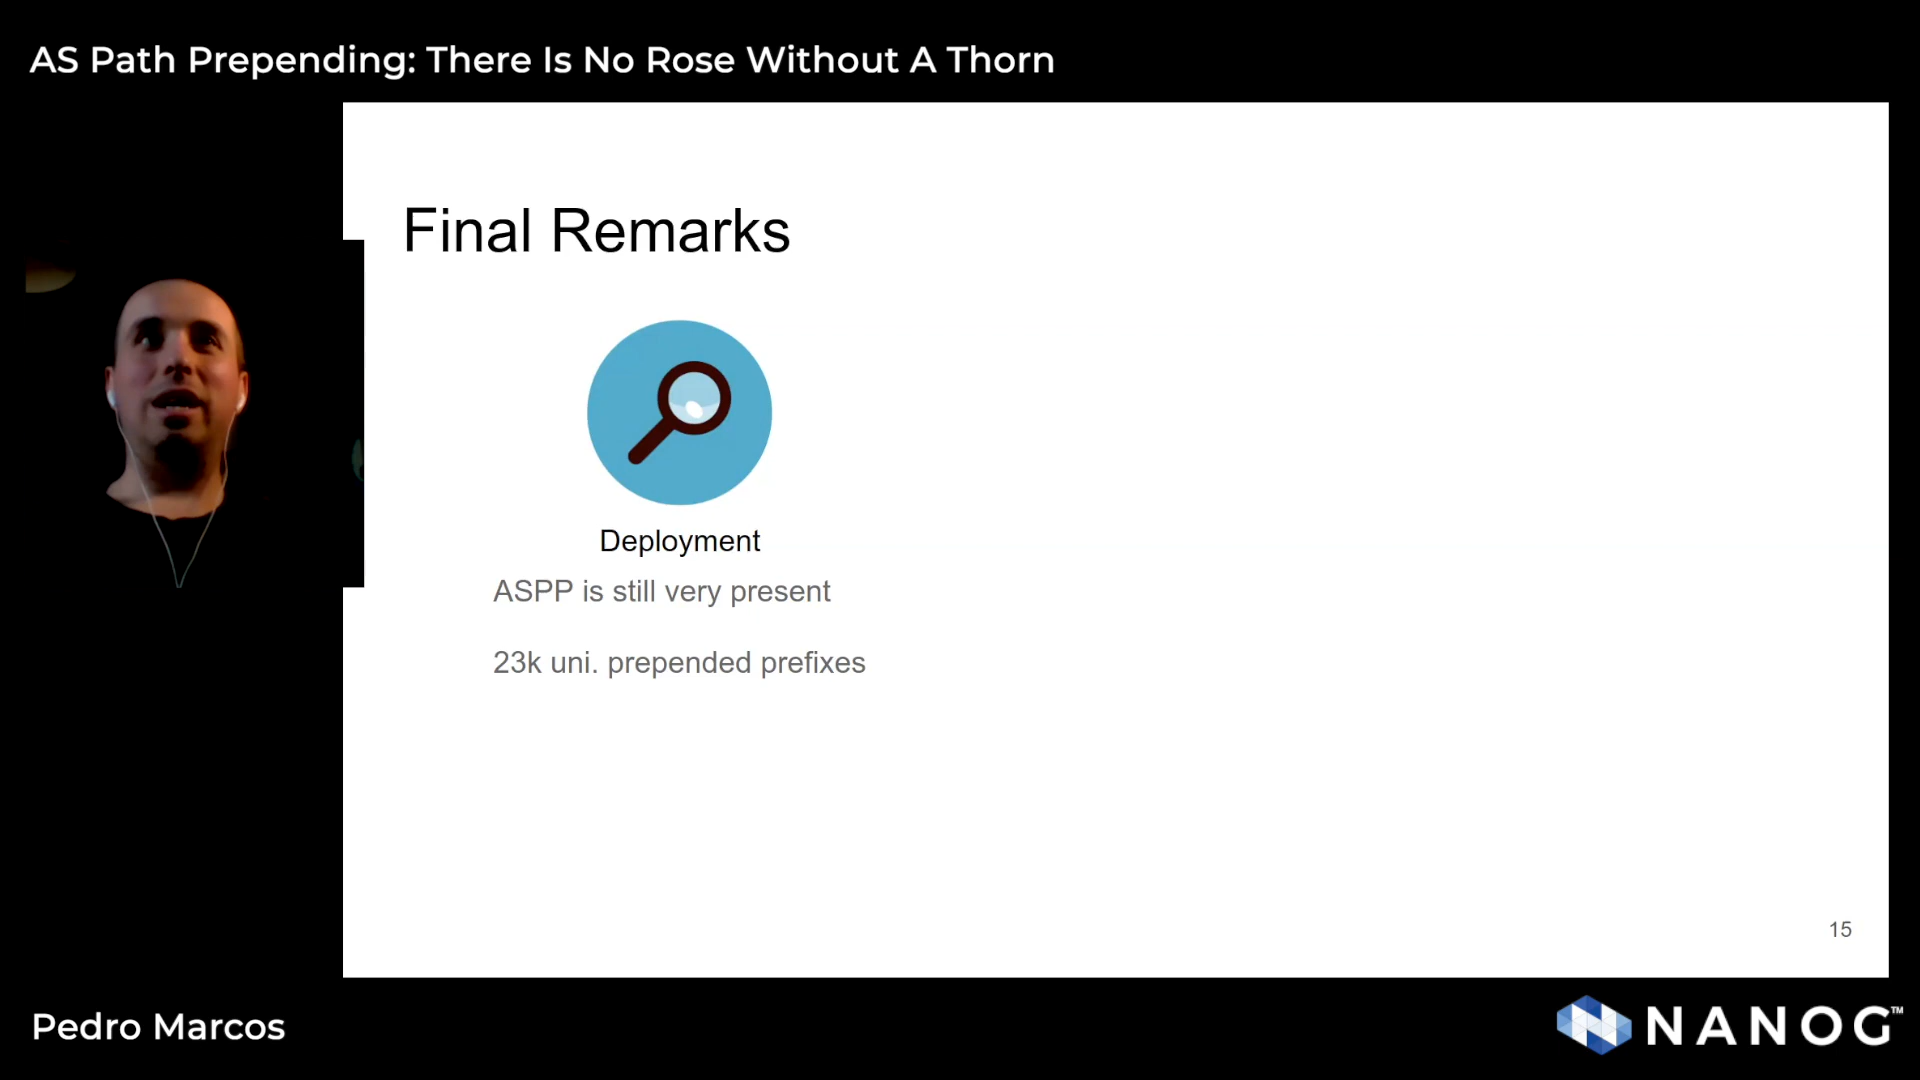 AS Path Prepending: There Is No Rose Without A Thorn
Final Remarks
Deployment
ASPP is still very present
23k uni. prepended prefixes
15
Pedro Marcos
NANOG™